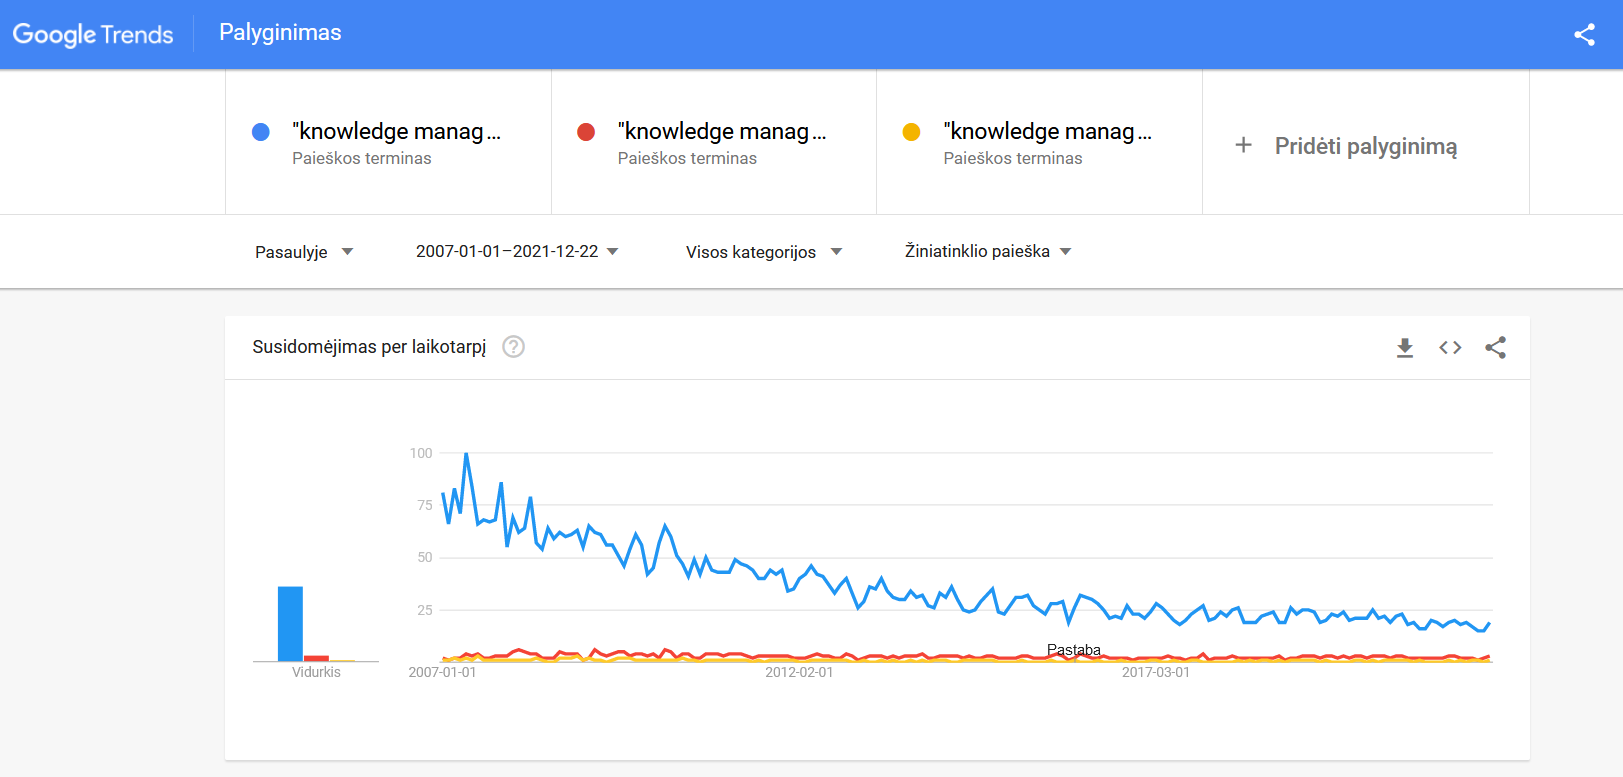 Google Trends
Palyginimas
"knowledge manag...
Paieškos terminas
"knowledge manag...
Paieškos terminas
"knowledge manag...
Paieškos terminas
+ Pridėti palyginimą
Pasaulyje
2007-01-01–2021-12-22
Visos kategorijos
Žiniatinklio paieška
Susidomėjimas per laikotarpį
?
100
75
50
25
Pastaba
Vidurkis
2007-01-01
2012-02-01
2017-03-01